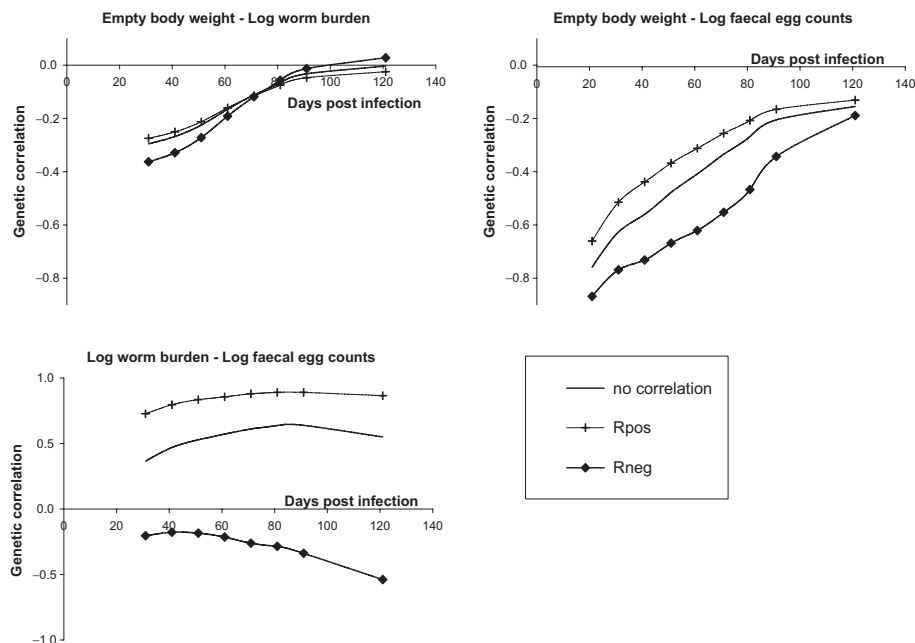 Empty body weight - Log worm burden
0.0
0 20 40 60 80 100 120 140
Days post infection
−0.2
−0.4
−0.6
−0.8
Genetic correlation
Empty body weight - Log faecal egg counts
Days post infection
0.0
0 20 40 60 80 100 120 140
−0.2
−0.4
−0.6
−0.8
Genetic correlation
Log worm burden - Log faecal egg counts
1.0
0.5
Days post infection
0.0
0 20 40 60 80 100 120 140
−0.5
−1.0
Genetic correlation
no correlation
Rpos
Rneg